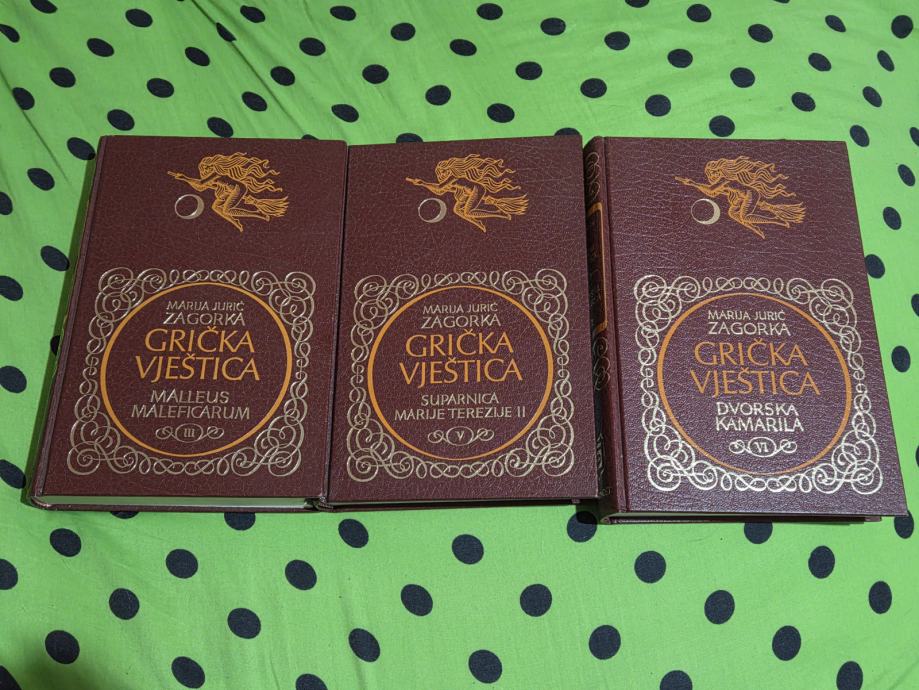 MARIJA JURIĆ
ZAGORKA
GRIČKA
VJEŠTICA
MALLEUS
MALEFICARUM
III
MARIJA JURIĆ
ZAGORKA
GRIČKA
VJEŠTICA
SUPARNICA
MARIJE TEREZIJE II
V
MARIJA JURIĆ
ZAGORKA
GRIČKA
VJEŠTICA
DVORSKA
KAMARILA
VI